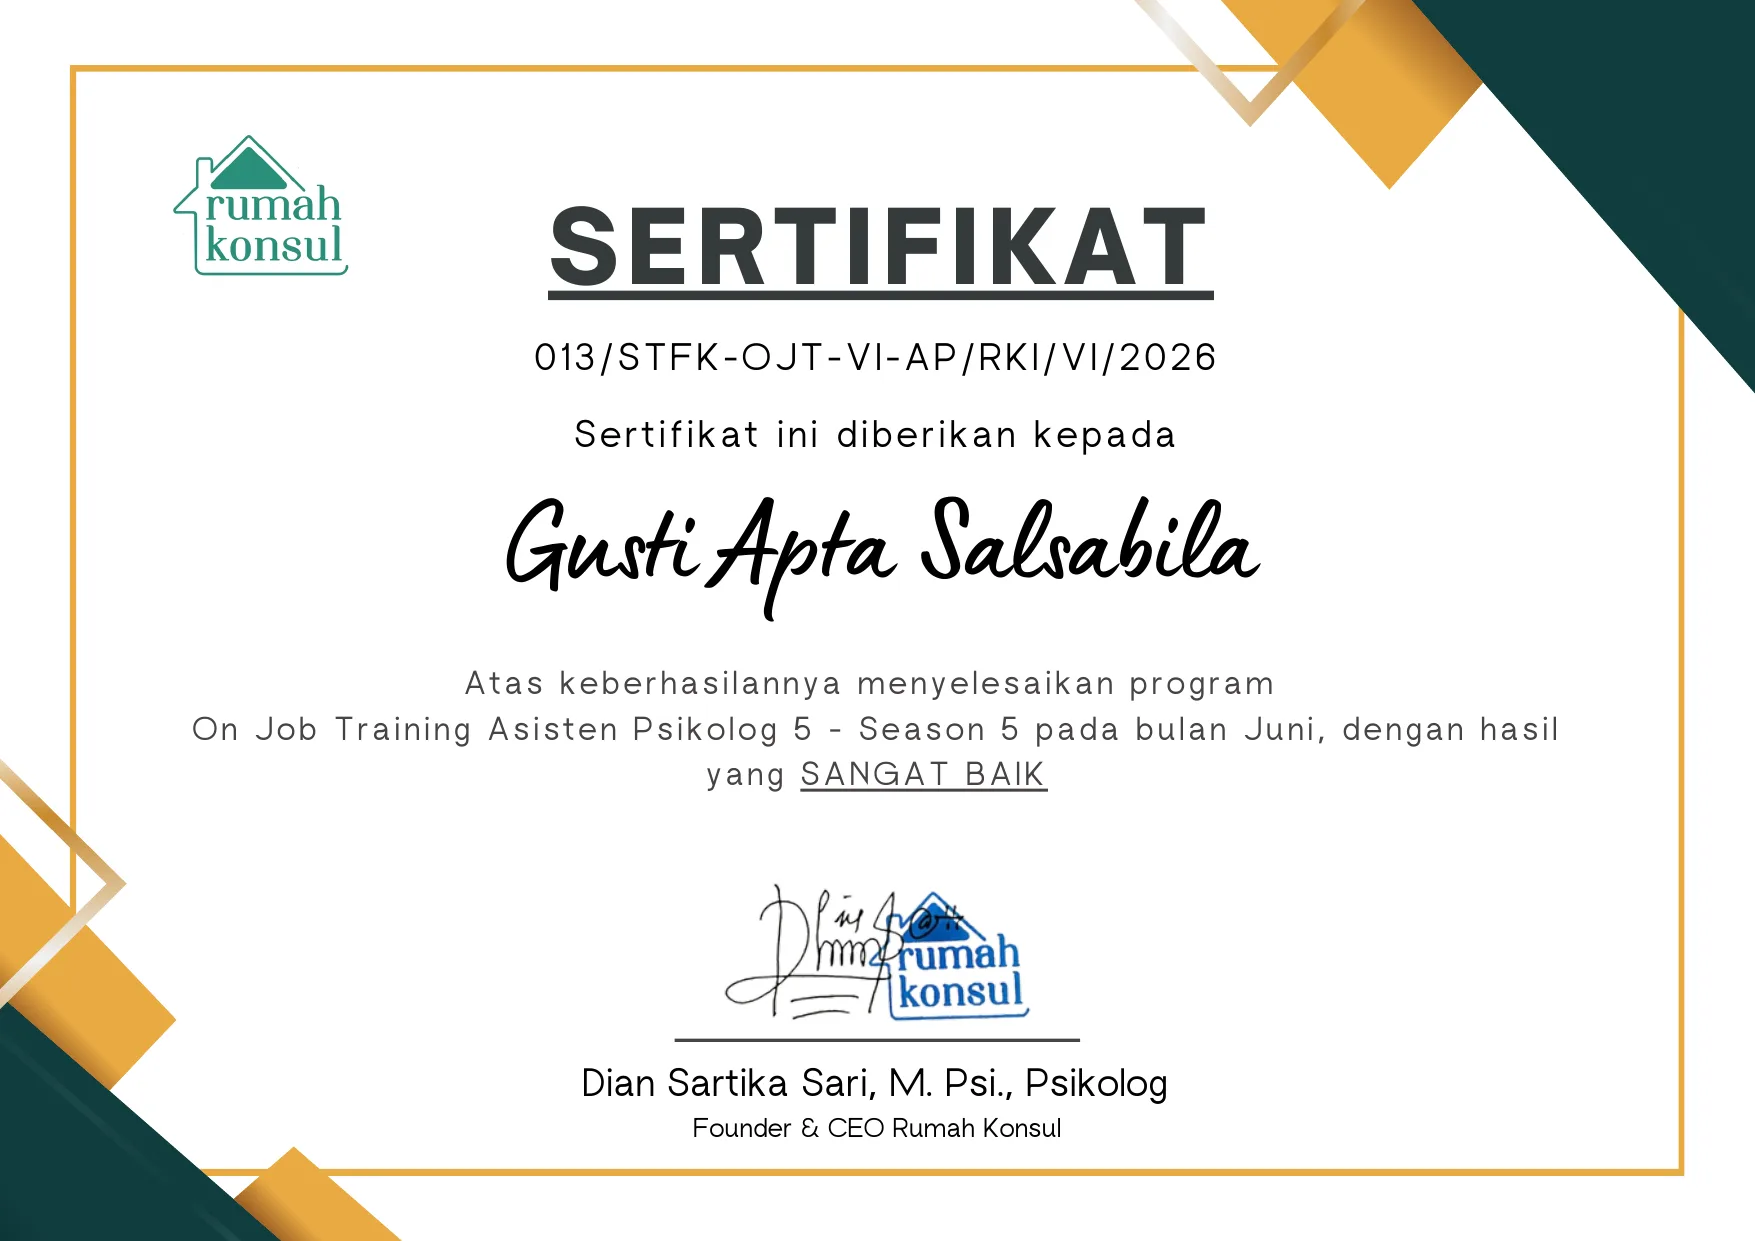 rumah
konsul
SERTIFIKAT
013/STFK-OJT-VI-AP/RKI/VI/2026
Sertifikat ini diberikan kepada
Gusti Apta Salsabila
Atas keberhasilannya menyelesaikan program
On Job Training Asisten Psikolog 5 - Season 5 pada bulan Juni, dengan hasil
yang SANGAT BAIK
rumah
konsul
Dian Sartika Sari, M. Psi., Psikolog
Founder & CEO Rumah Konsul